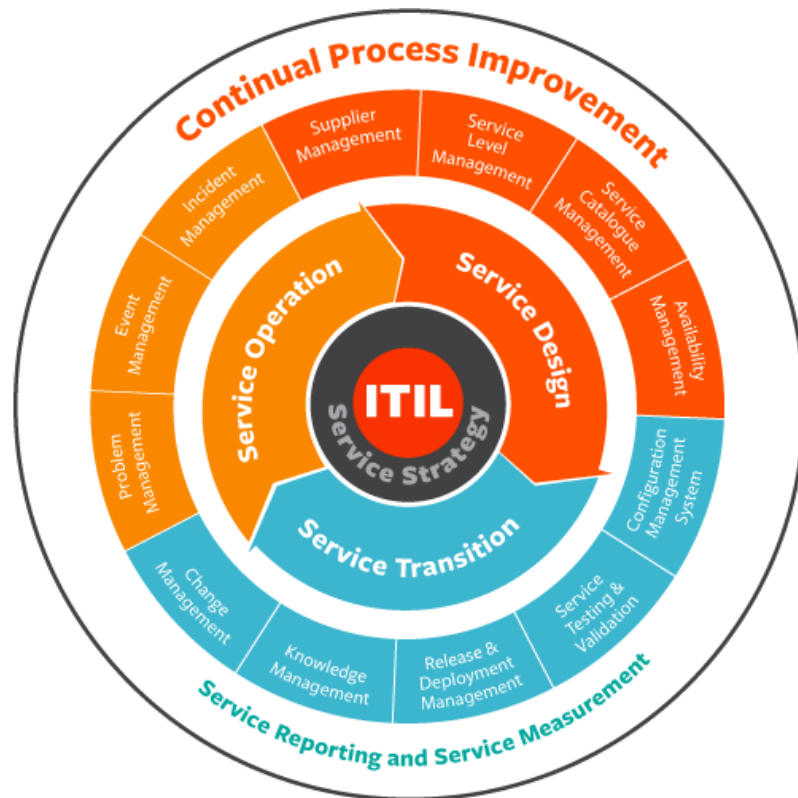 Continual Process Improvement
Supplier
Management
Service
Level
Management
Service
Catalogue
Management
Availability
Management
Configuration
Management
System
Service
Testing &
Validation
Release &
Deployment
Management
Knowledge
Management
Change
Management
Problem
Management
Event
Management
Incident
Management
Service Design
Service Transition
Service Operation
ITIL
Service Strategy
Service Reporting and Service Measurement